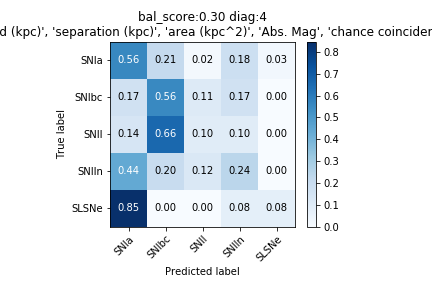 bal_score:0.30 diag:4
(kpc)', 'separation (kpc)', 'area (kpc^2)', 'Abs. Mag', 'chance
True label
SNIa 0.56 0.21 0.02 0.18 0.03
SNIbc 0.17 0.56 0.11 0.17 0.00
SNII 0.14 0.66 0.10 0.10 0.00
SNIIn 0.44 0.20 0.12 0.24 0.00
SLSNe 0.85 0.00 0.00 0.08 0.08
SNIa SNIbc SNII SNIIn SLSNe
Predicted label
0.8
0.7
0.6
0.5
0.4
0.3
0.2
0.1
0.0